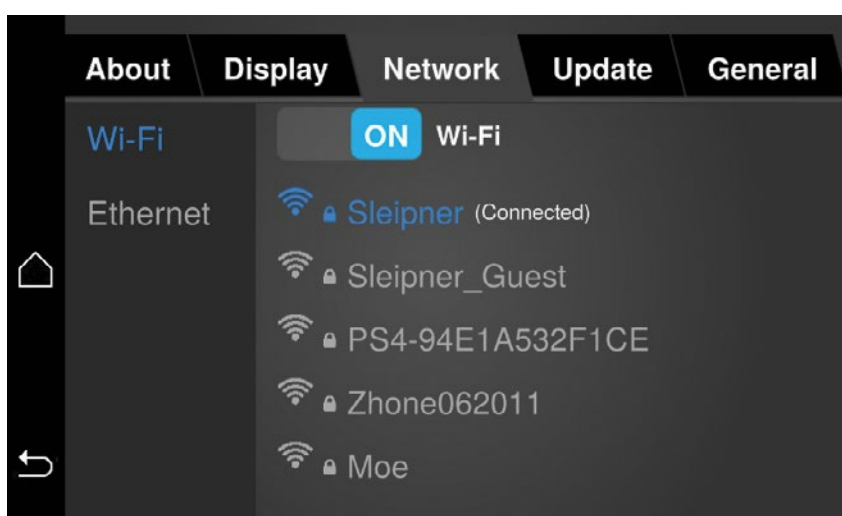 About Display Network Update General
Wi-Fi
ON Wi-Fi
Ethernet
Sleipner (Connected)
Sleipner_Guest
PS4-94E1A532F1CE
Zhone062011
Moe